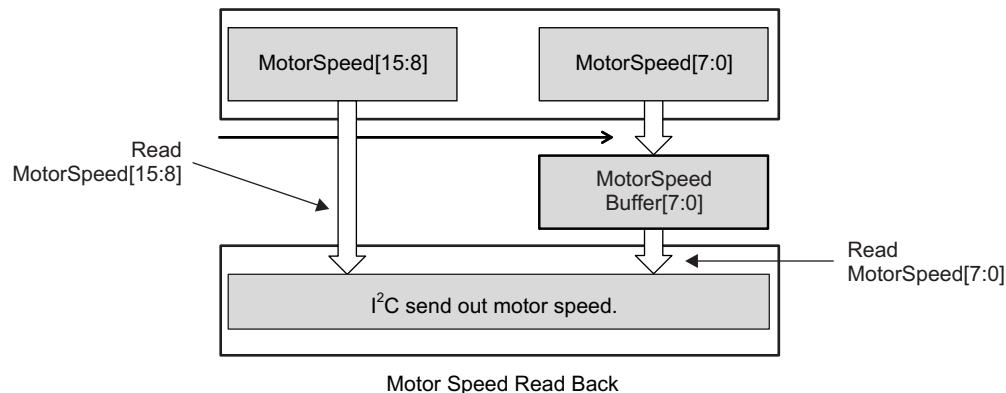 MotorSpeed[15:8]
MotorSpeed[7:0]
Read
MotorSpeed[15:8]
MotorSpeed
Buffer[7:0]
Read
MotorSpeed[7:0]
I²C send out motor speed.
Motor Speed Read Back